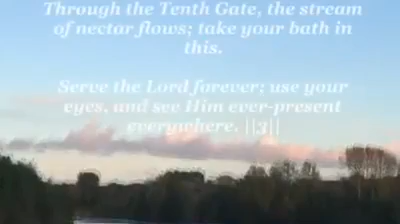 Through the Tenth Gate, the stream
of nectar flows; take your bath in
this.
Serve the Lord forever; use your
eyes, and see Him ever-present
everywhere. ||3||